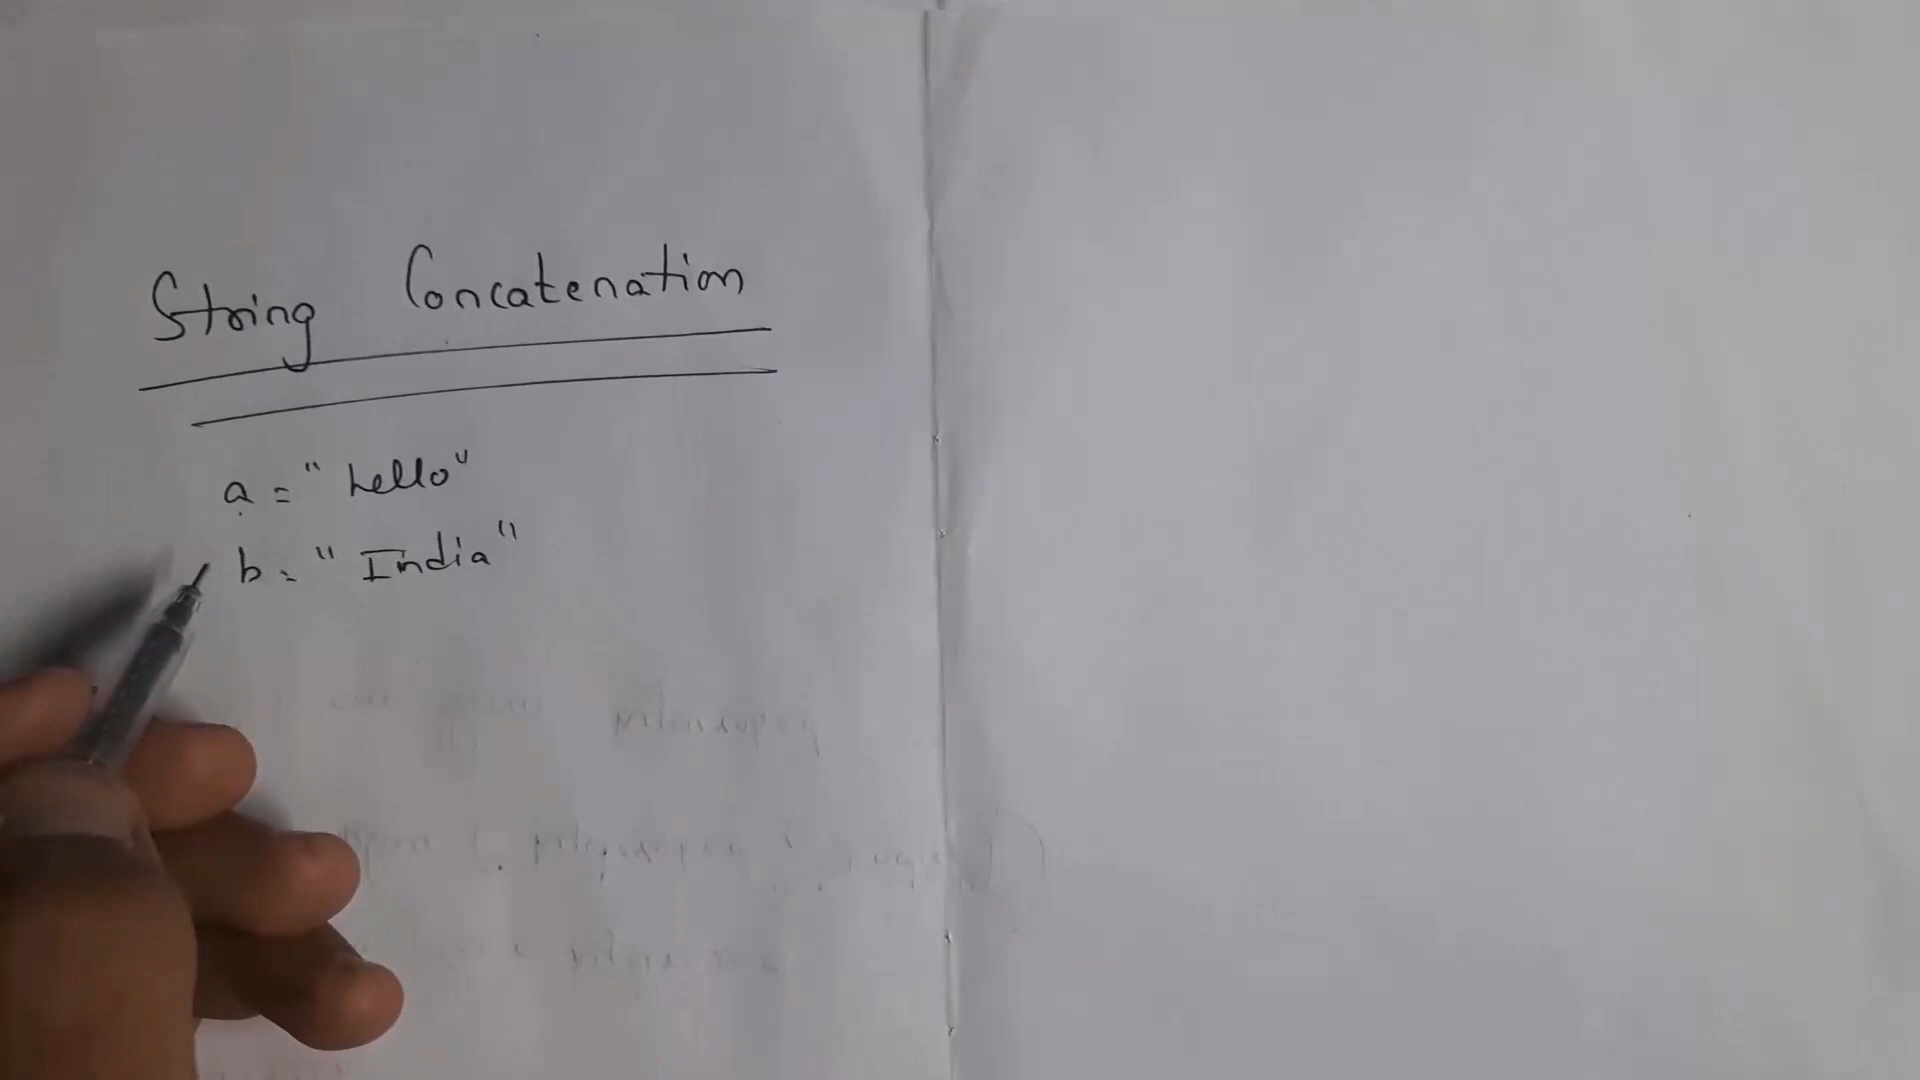 String Concatenation
a = "hello"
b = "India"